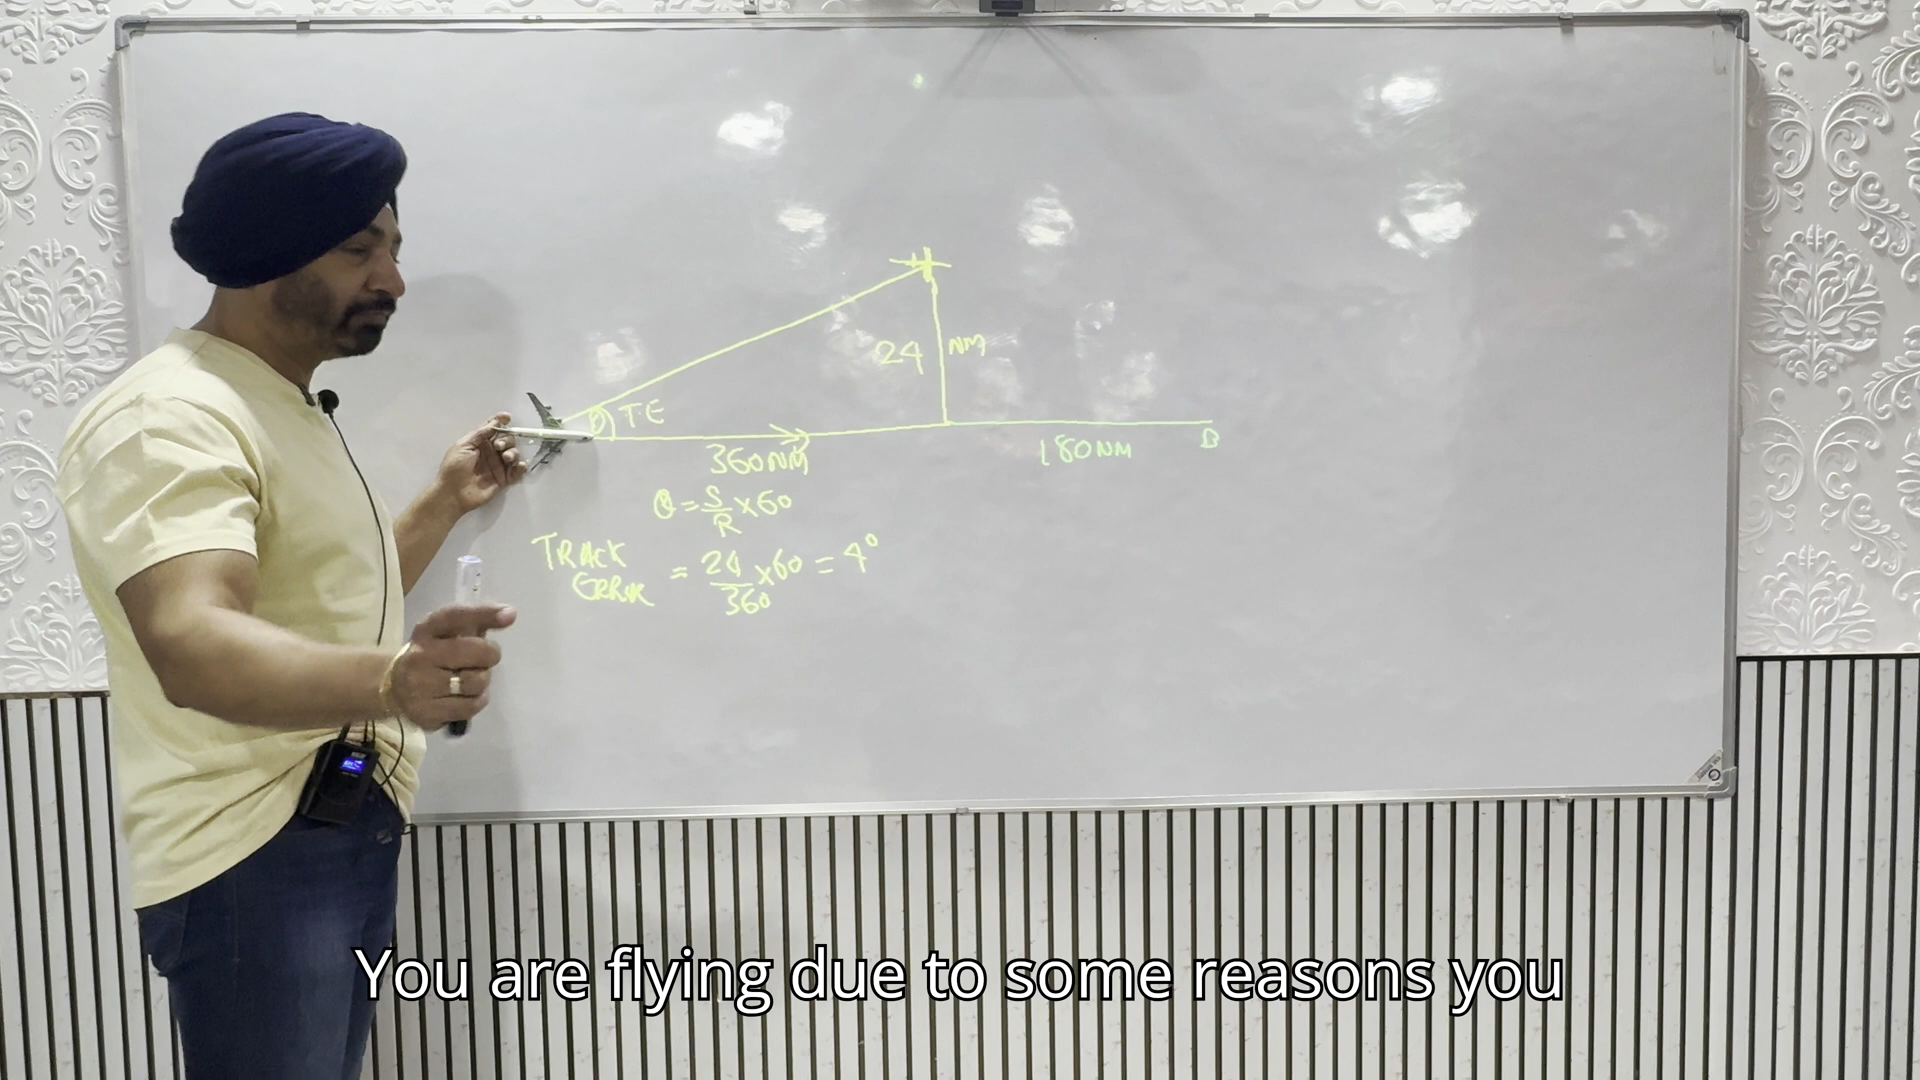 24 NM
T.E
360NM
180NM
B
θ = S/R × 60
TRACK
ERROR = 24/360 × 60 = 4°
You are flying due to some reasons you